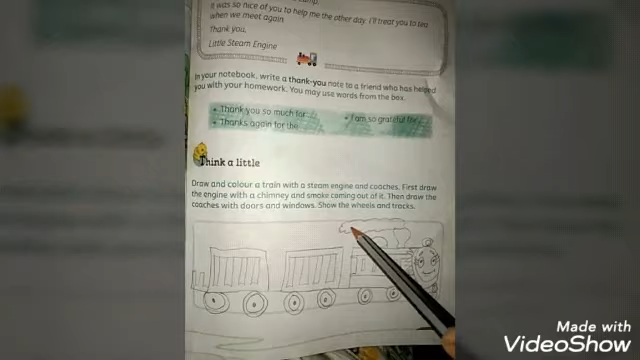 It was so nice of you to help me the other day. I'll treat you to tea
when we meet again
Thank you,
Little Steam Engine
In your notebook, write a thank-you note to a friend who has helped
you with your homework. You may use words from the box.
• Thank you so much for
• I am so grateful for
• Thanks again for the
Think a little
Draw and colour a train with a steam engine and coaches. First draw
the engine with a chimney and smoke coming out of it. Then draw the
coaches with doors and windows. Show the wheels and tracks.
Made with
VideoShow